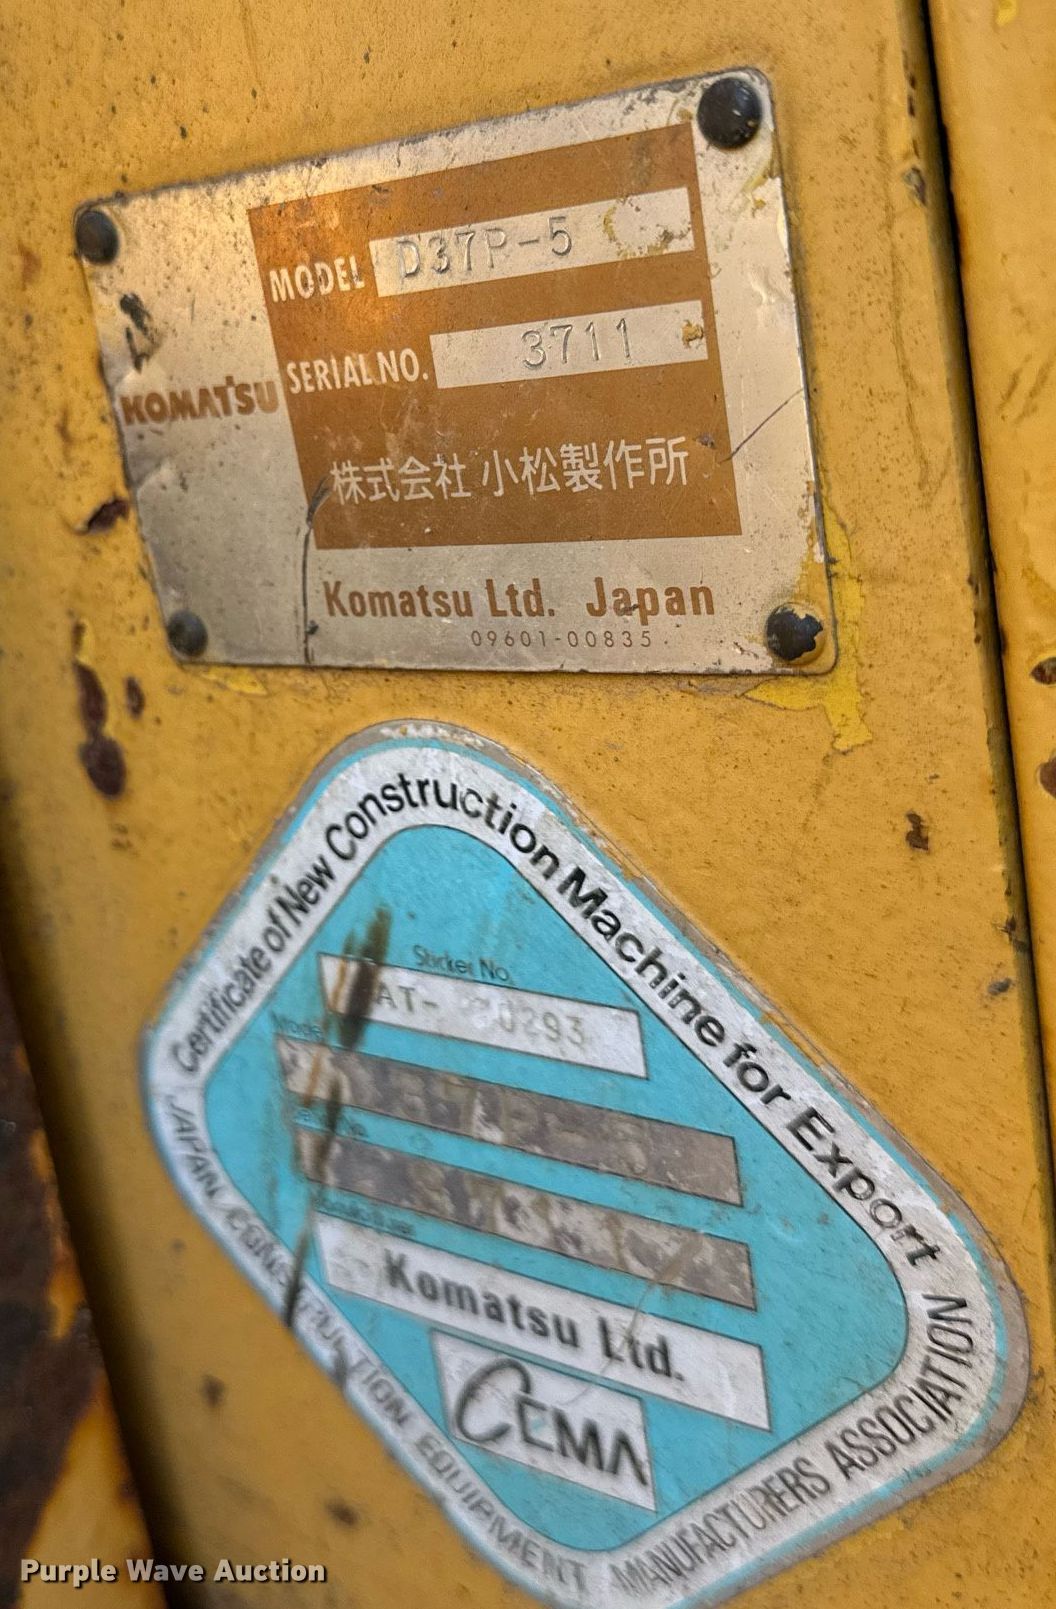 MODEL D37P-5
SERIAL NO. 3711
KOMATSU
株式会社 小松製作所
Komatsu Ltd. Japan
09601-00835
Certificate of New Construction Machine for Export
Sticker No.
0293
Komatsu Ltd.
CEMA
JAPAN CONSTRUCTION EQUIPMENT MANUFACTURERS ASSOCIATION
Purple Wave Auction